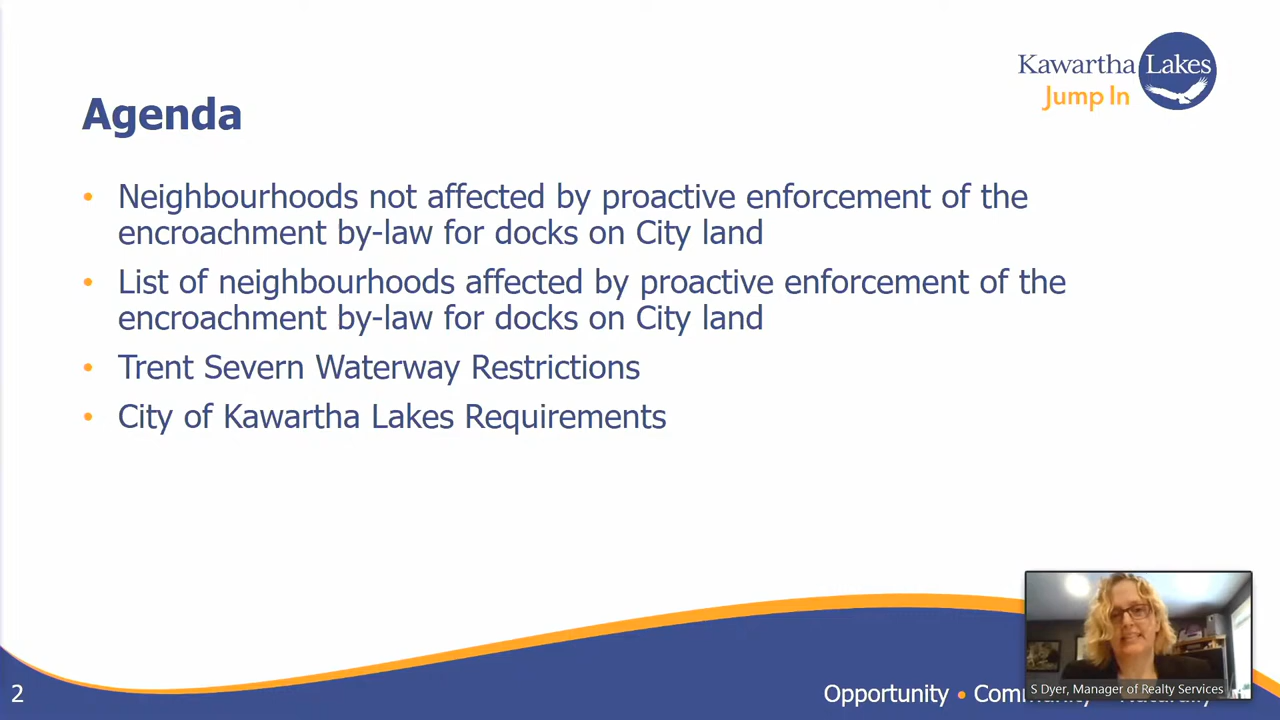 Kawartha Lakes
Jump In
Agenda
• Neighbourhoods not affected by proactive enforcement of the
encroachment by-law for docks on City land
• List of neighbourhoods affected by proactive enforcement of the
encroachment by-law for docks on City land
• Trent Severn Waterway Restrictions
• City of Kawartha Lakes Requirements
S Dyer, Manager of Realty Services
2
Opportunity •